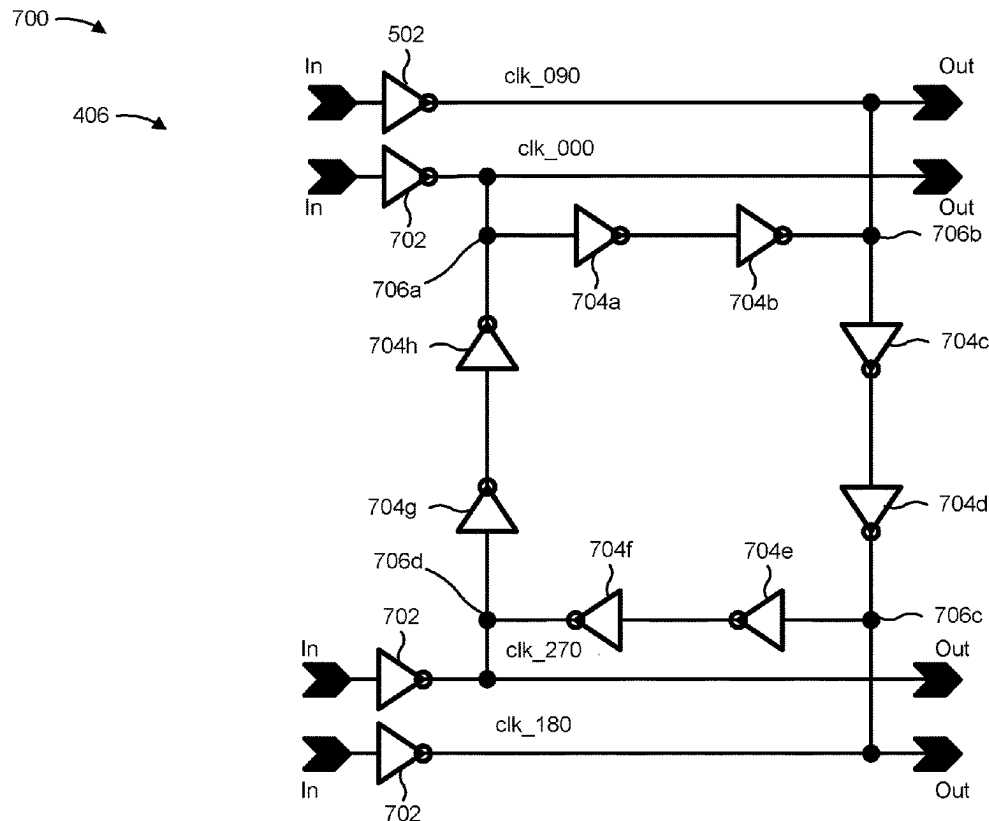 700
502
In
clk_090
Out
406
clk_000
In
702
Out
706a
704a
704b
706b
704h
704c
704g
704d
706d
704f
704e
706c
702
In
clk_270
Out
clk_180
In
702
Out